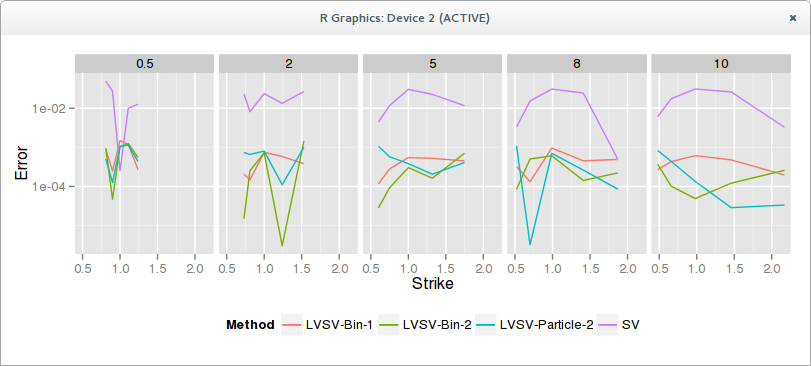 R Graphics: Device 2 (ACTIVE)
0.5 2 5 8 10
1e-02
1e-04
Error
0.5 1.0 1.5 2.0 0.5 1.0 1.5 2.0 0.5 1.0 1.5 2.0 0.5 1.0 1.5 2.0 0.5 1.0 1.5 2.0
Strike
Method LVSV-Bin-1 LVSV-Bin-2 LVSV-Particle-2 SV